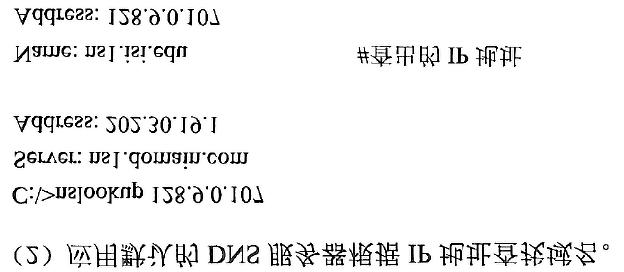 （2）应用默认的 DNS 服务器根据 IP 地址查找域名。
C:\>nslookup 128.9.0.107
Server: ns1.domain.com
Address: 202.30.19.1
Name: ns1.isi.edu #查出的 IP 地址
Address: 128.9.0.107